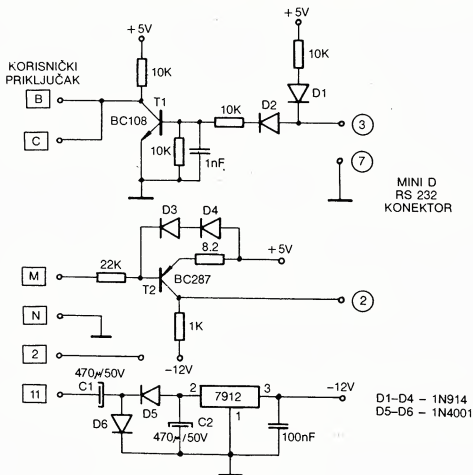 +5V
+5V
10K
10K
KORISNIČKI
PRIKLJUČAK
T1
D1
B
BC108
10K
D2
3
C
10K
1nF
7
MINI D
RS 232
KONEKTOR
D3
D4
8.2
+5V
M
22K
T2
BC287
2
N
1K
2
-12V
470µ/50V
11
C1
D5
2
7912
3
-12V
D6
C2
1
470µ/50V
100nF
D1-D4 - 1N914
D5-D6 - 1N4001